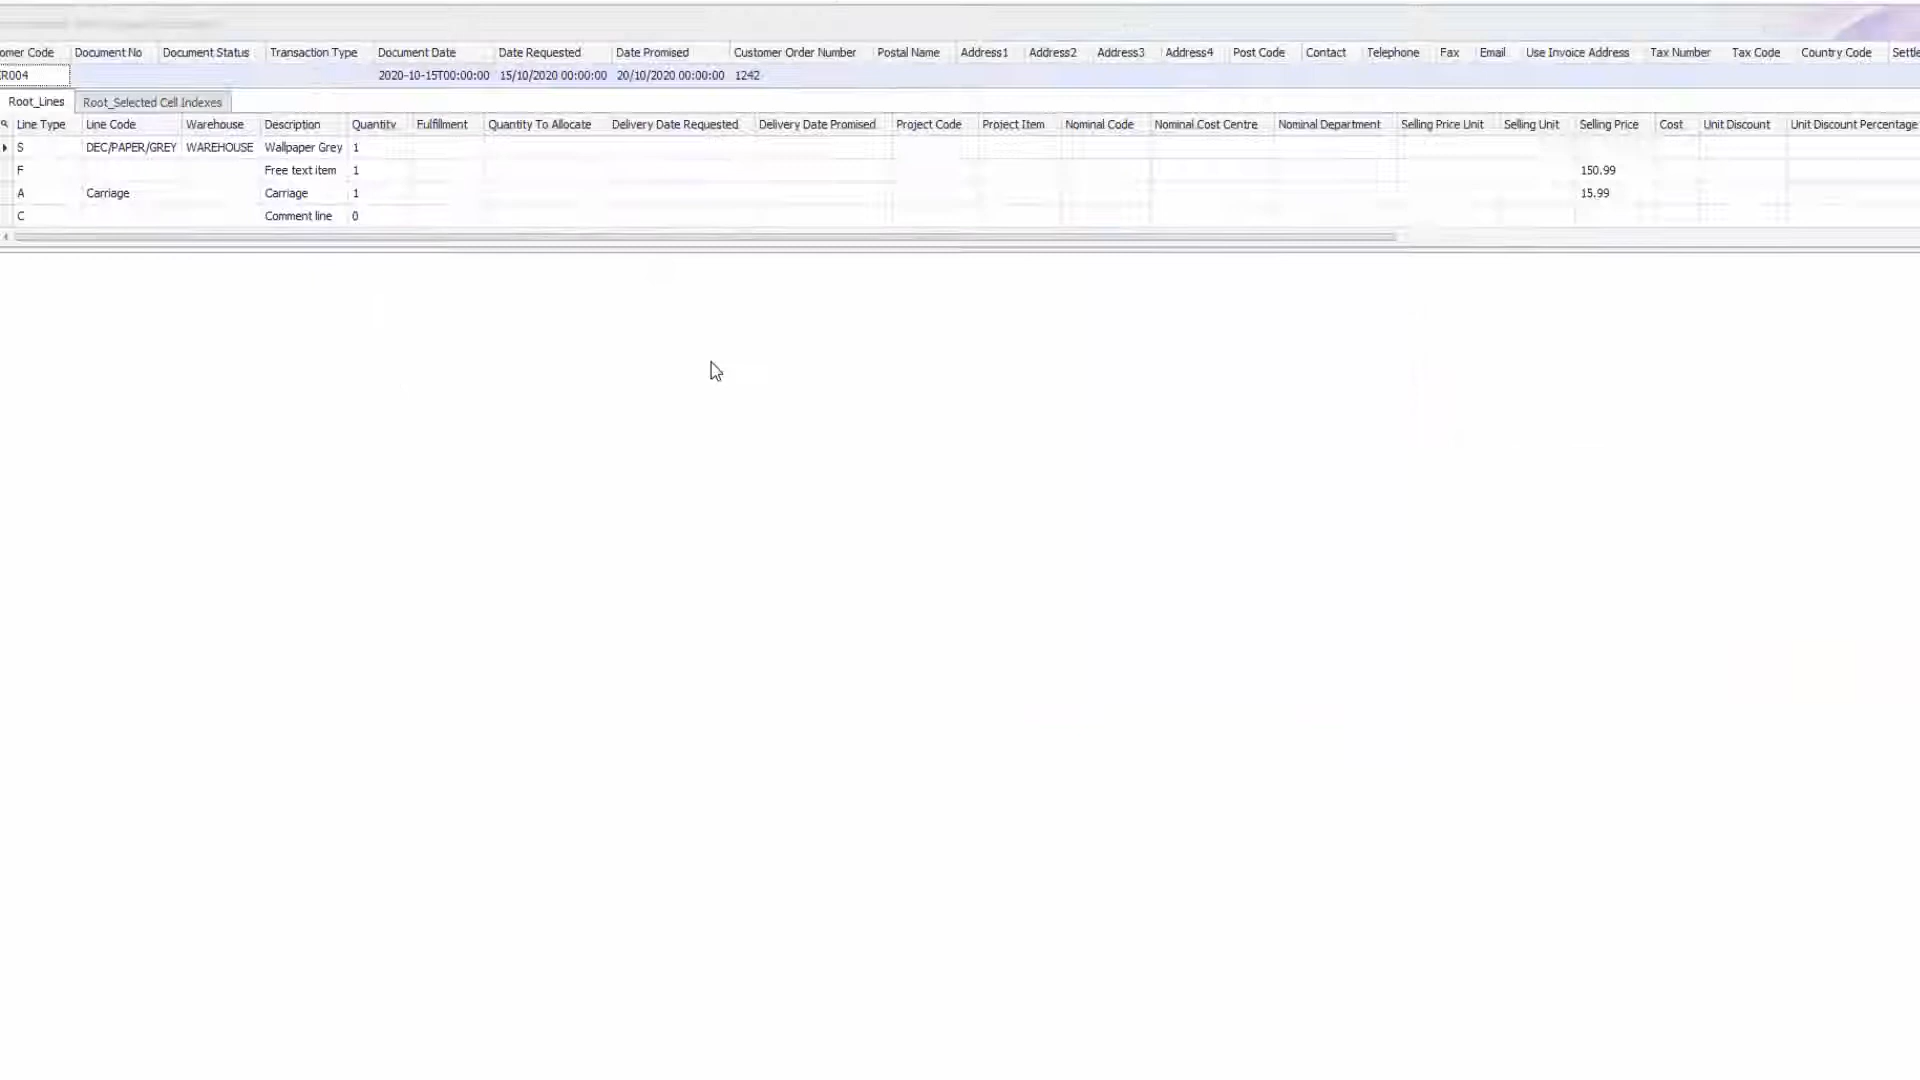 omer Code Document No Document Status Transaction Type Document Date Date Requested Date Promised Customer Order Number Postal Name Address1 Address2 Address3 Address4 Post Code Contact Telephone Fax Email Use Invoice Address Tax Number Tax Code Country Code Settle
R004 2020-10-15T00:00:00 15/10/2020 00:00:00 20/10/2020 00:00:00 1242
Root_Lines Root_Selected Cell Indexes
Line Type Line Code Warehouse Description Quantity Fulfillment Quantity To Allocate Delivery Date Requested Delivery Date Promised Project Code Project Item Nominal Code Nominal Cost Centre Nominal Department Selling Price Unit Selling Unit Selling Price Cost Unit Discount Unit Discount Percentage
S DEC/PAPER/GREY WAREHOUSE Wallpaper Grey 1
F Free text item 1 150.99
A Carriage Carriage 1 15.99
C Comment line 0